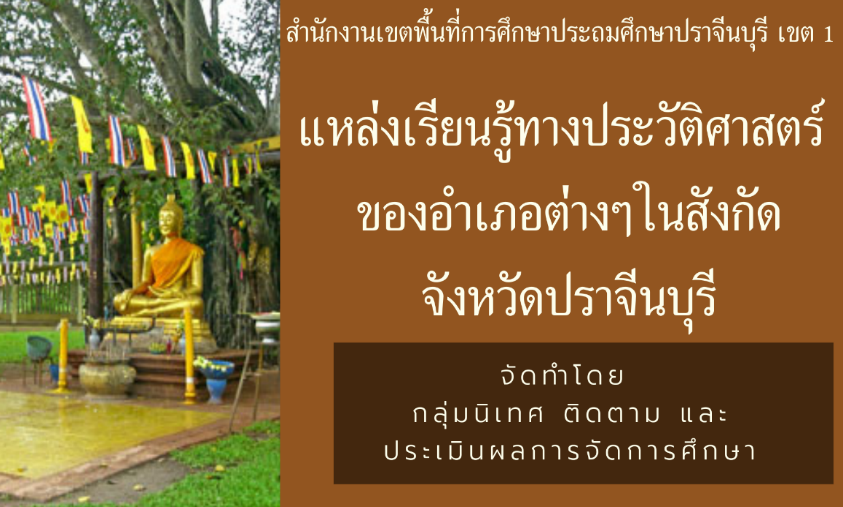 สำนักงานเขตพื้นที่การศึกษาประถมศึกษาปราจีนบุรี เขต 1
แหล่งเรียนรู้ทางประวัติศาสตร์
ของอำเภอต่างๆในสังกัด
จังหวัดปราจีนบุรี
จัดทำโดย
กลุ่มนิเทศ ติดตาม และ
ประเมินผลการจัดการศึกษา